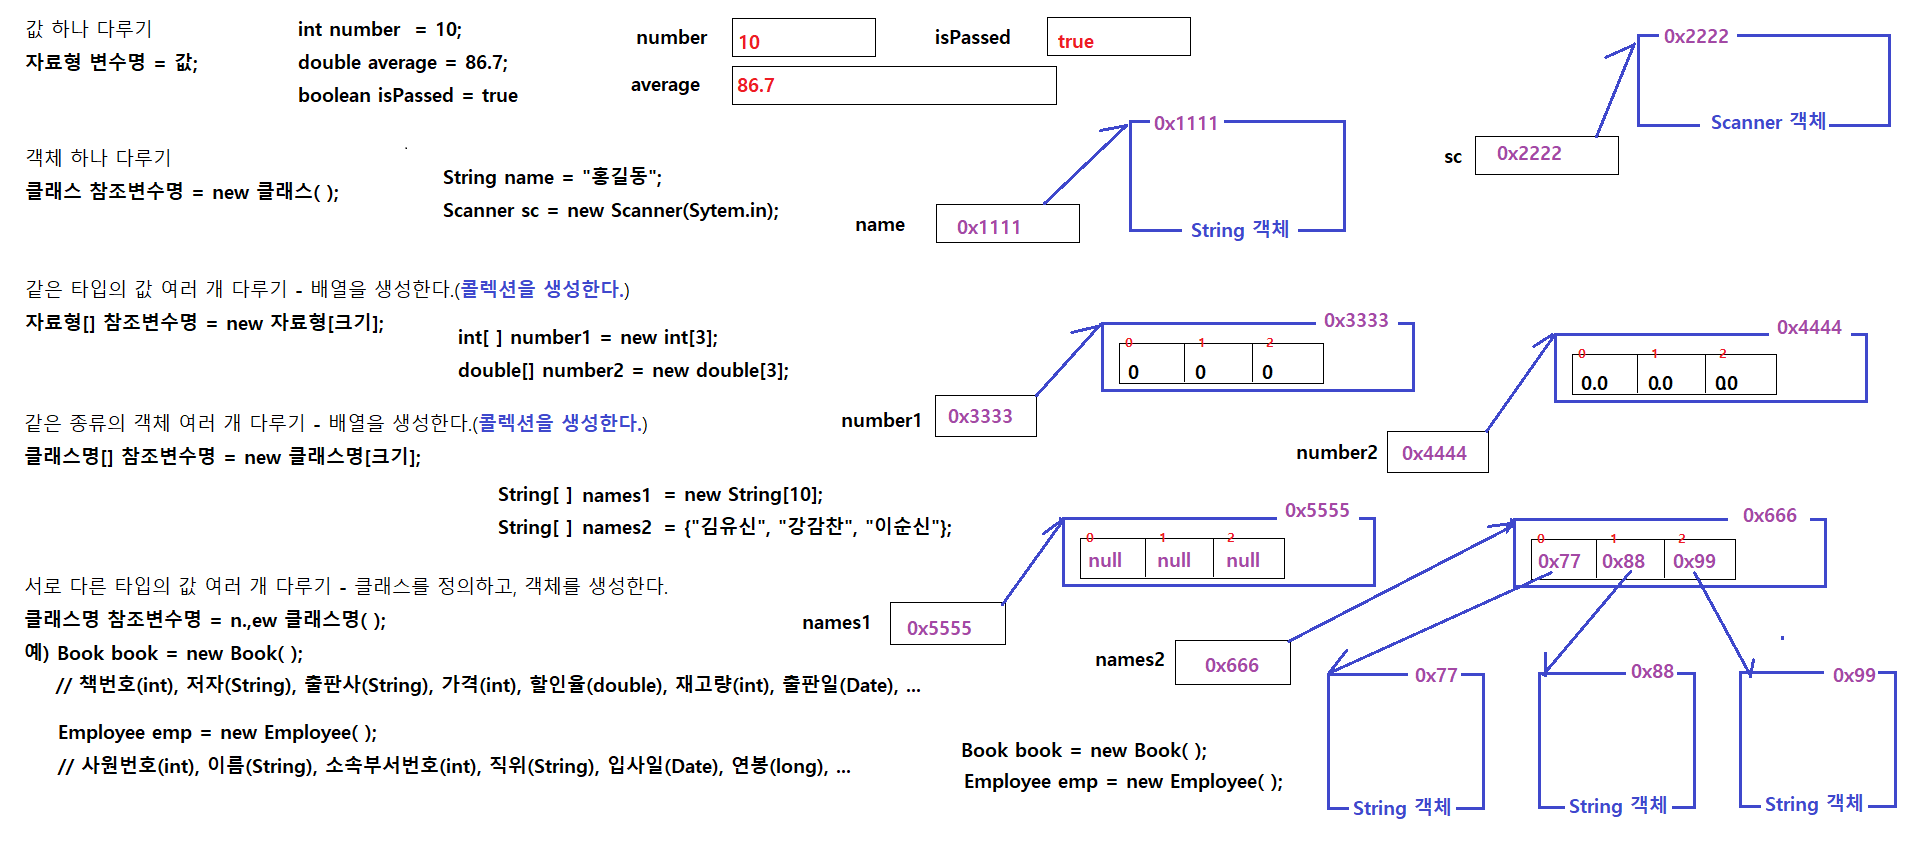 값 하나 다루기
자료형 변수명 = 값;
int number = 10;
double average = 86.7;
boolean isPassed = true
number
10
isPassed
true
average
86.7
0x2222
Scanner 객체
sc
0x2222
객체 하나 다루기
클래스 참조변수명 = new 클래스( );
String name = "홍길동";
Scanner sc = new Scanner(Sytem.in);
name
0x1111
0x1111
String 객체
같은 타입의 값 여러 개 다루기 - 배열을 생성한다.(콜렉션을 생성한다.)
자료형[] 참조변수명 = new 자료형[크기];
int[ ] number1 = new int[3];
double[] number2 = new double[3];
number1
0x3333
0x3333
0 1 2
0 0 0
number2
0x4444
0x4444
0 1 2
0.0 0.0 0.0
같은 종류의 객체 여러 개 다루기 - 배열을 생성한다.(콜렉션을 생성한다.)
클래스명[] 참조변수명 = new 클래스명[크기];
String[ ] names1 = new String[10];
String[ ] names2 = {"김유신", "강감찬", "이순신"};
names1
0x5555
0x5555
0 1 2
null null null
names2
0x666
0x666
0 1 2
0x77 0x88 0x99
0x77
String 객체
0x88
String 객체
0x99
String 객체
서로 다른 타입의 값 여러 개 다루기 - 클래스를 정의하고, 객체를 생성한다.
클래스명 참조변수명 = n.,ew 클래스명( );
예) Book book = new Book( );
// 책번호(int), 저자(String), 출판사(String), 가격(int), 할인율(double), 재고량(int), 출판일(Date), ...
Employee emp = new Employee( );
// 사원번호(int), 이름(String), 소속부서번호(int), 직위(String), 입사일(Date), 연봉(long), ...
Book book = new Book( );
Employee emp = new Employee( );